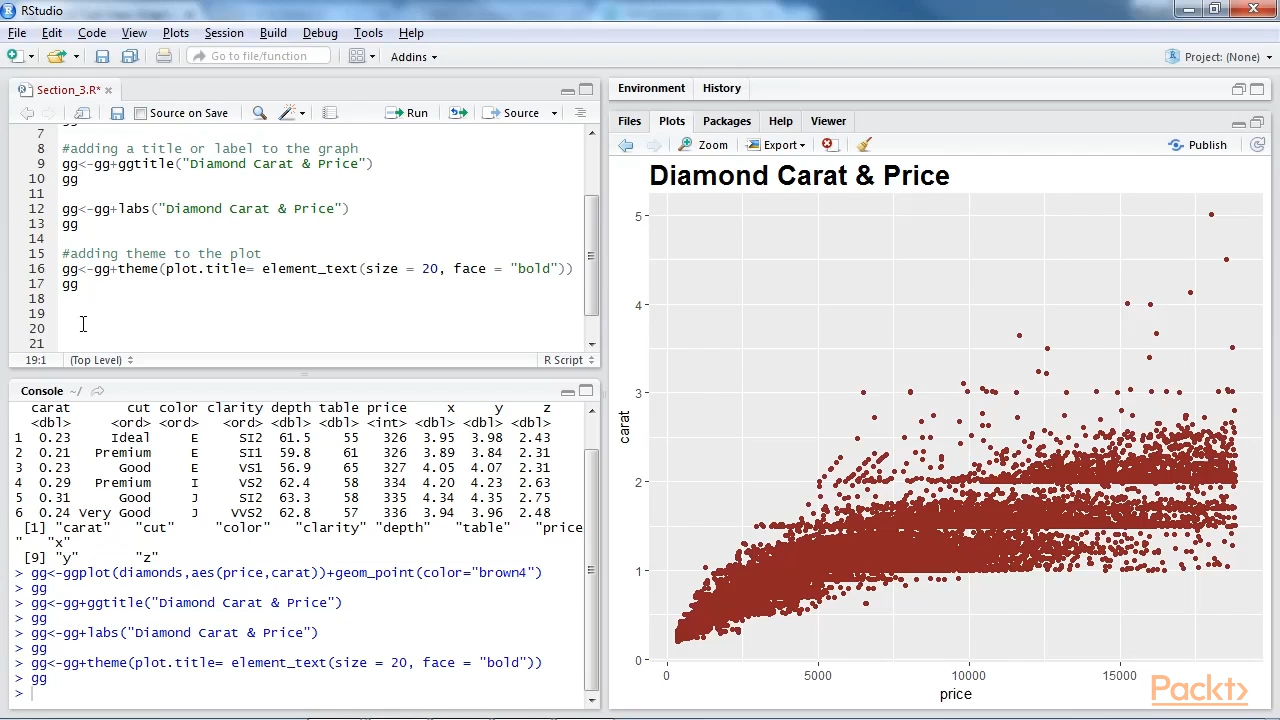 RStudio
File Edit Code View Plots Session Build Debug Tools Help
Go to file/function Addins Project: (None)
Section_3.R*
Source on Save Run Source
7
8 #adding a title or label to the graph
9 gg<-gg+ggtitle("Diamond Carat & Price")
10 gg
11
12 gg<-gg+labs("Diamond Carat & Price")
13 gg
14
15 #adding theme to the plot
16 gg<-gg+theme(plot.title= element_text(size = 20, face = "bold"))
17 gg
18
19
20
21
19:1 (Top Level) R Script
Console ~/
carat cut color clarity depth table price x y z
<dbl> <ord> <ord> <ord> <dbl> <dbl> <int> <dbl> <dbl> <dbl>
1 0.23 Ideal E SI2 61.5 55 326 3.95 3.98 2.43
2 0.21 Premium E SI1 59.8 61 326 3.89 3.84 2.31
3 0.23 Good E VS1 56.9 65 327 4.05 4.07 2.31
4 0.29 Premium I VS2 62.4 58 334 4.20 4.23 2.63
5 0.31 Good J SI2 63.3 58 335 4.34 4.35 2.75
6 0.24 Very Good J VVS2 62.8 57 336 3.94 3.96 2.48
[1] "carat" "cut" "color" "clarity" "depth" "table" "price
" "x"
[9] "y" "z"
> gg<-ggplot(diamonds,aes(price,carat))+geom_point(color="brown4")
> gg
> gg<-gg+ggtitle("Diamond Carat & Price")
> gg
> gg<-gg+labs("Diamond Carat & Price")
> gg
> gg<-gg+theme(plot.title= element_text(size = 20, face = "bold"))
> gg
>
Environment History
Files Plots Packages Help Viewer
Zoom Export Publish
Diamond Carat & Price
5
4
3
2
1
0
carat
0 5000 10000 15000
price
Packt>